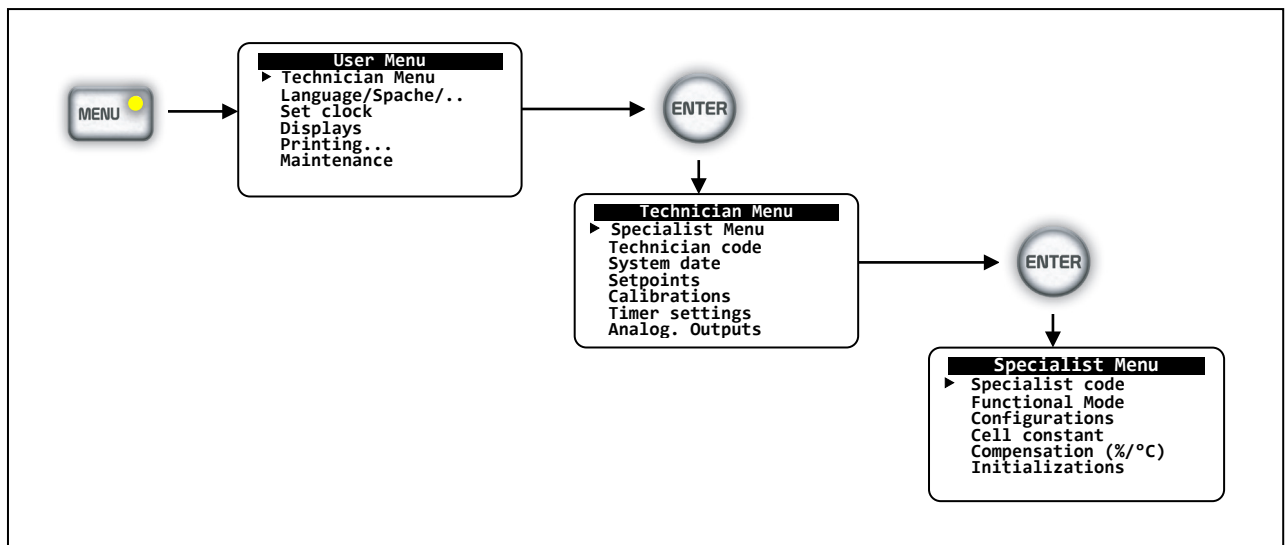 MENU
User Menu
Technician Menu
Language/Spache/..
Set clock
Displays
Printing...
Maintenance
ENTER
Technician Menu
Specialist Menu
Technician code
System date
Setpoints
Calibrations
Timer settings
Analog. Outputs
ENTER
Specialist Menu
Specialist code
Functional Mode
Configurations
Cell constant
Compensation (%/°C)
Initializations